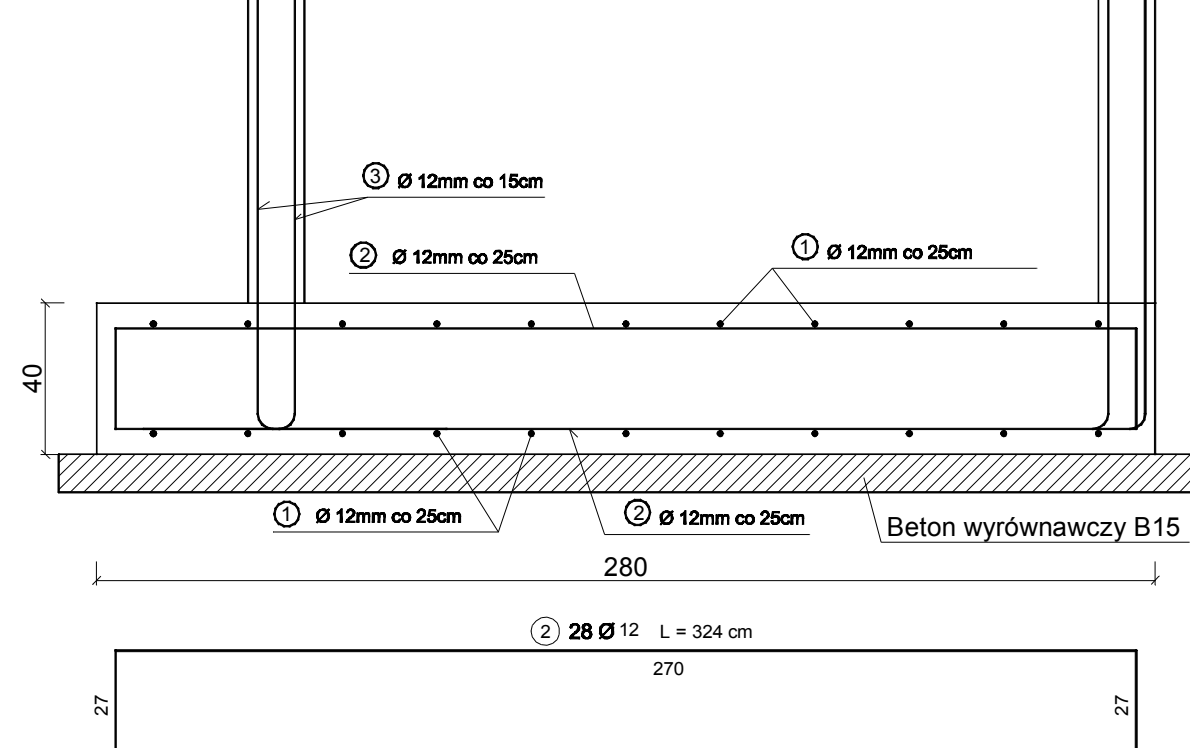 3 Ø 12mm co 15cm
2 Ø 12mm co 25cm
1 Ø 12mm co 25cm
40
1 Ø 12mm co 25cm
2 Ø 12mm co 25cm
Beton wyrównawczy B15
280
2 28 Ø 12 L = 324 cm
270
27
27